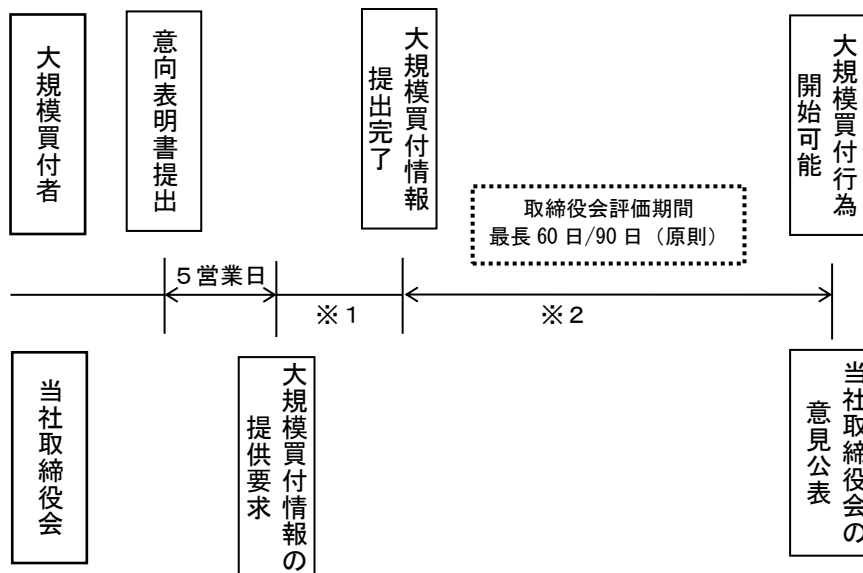 大規模買付者
意向表明書提出
大規模買付情報
提出完了
大規模買付行為
開始可能
取締役会評価期間
最長 60 日/90 日（原則）
５営業日
※１
※２
当社取締役会
大規模買付情報の
提供要求
当社取締役会の
意見公表